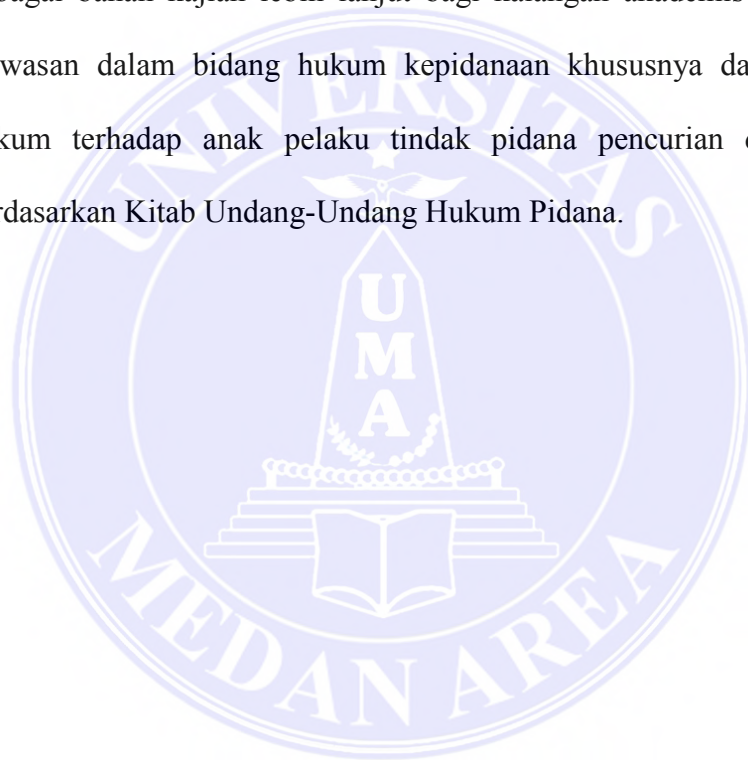 wasan dalam bidang hukum kepidanaan khususnya da
kum terhadap anak pelaku tindak pidana pencurian
rdasarkan Kitab Undang-Undang Hukum Pidana.
UNIVERSITAS
UMA
MEDAN AREA